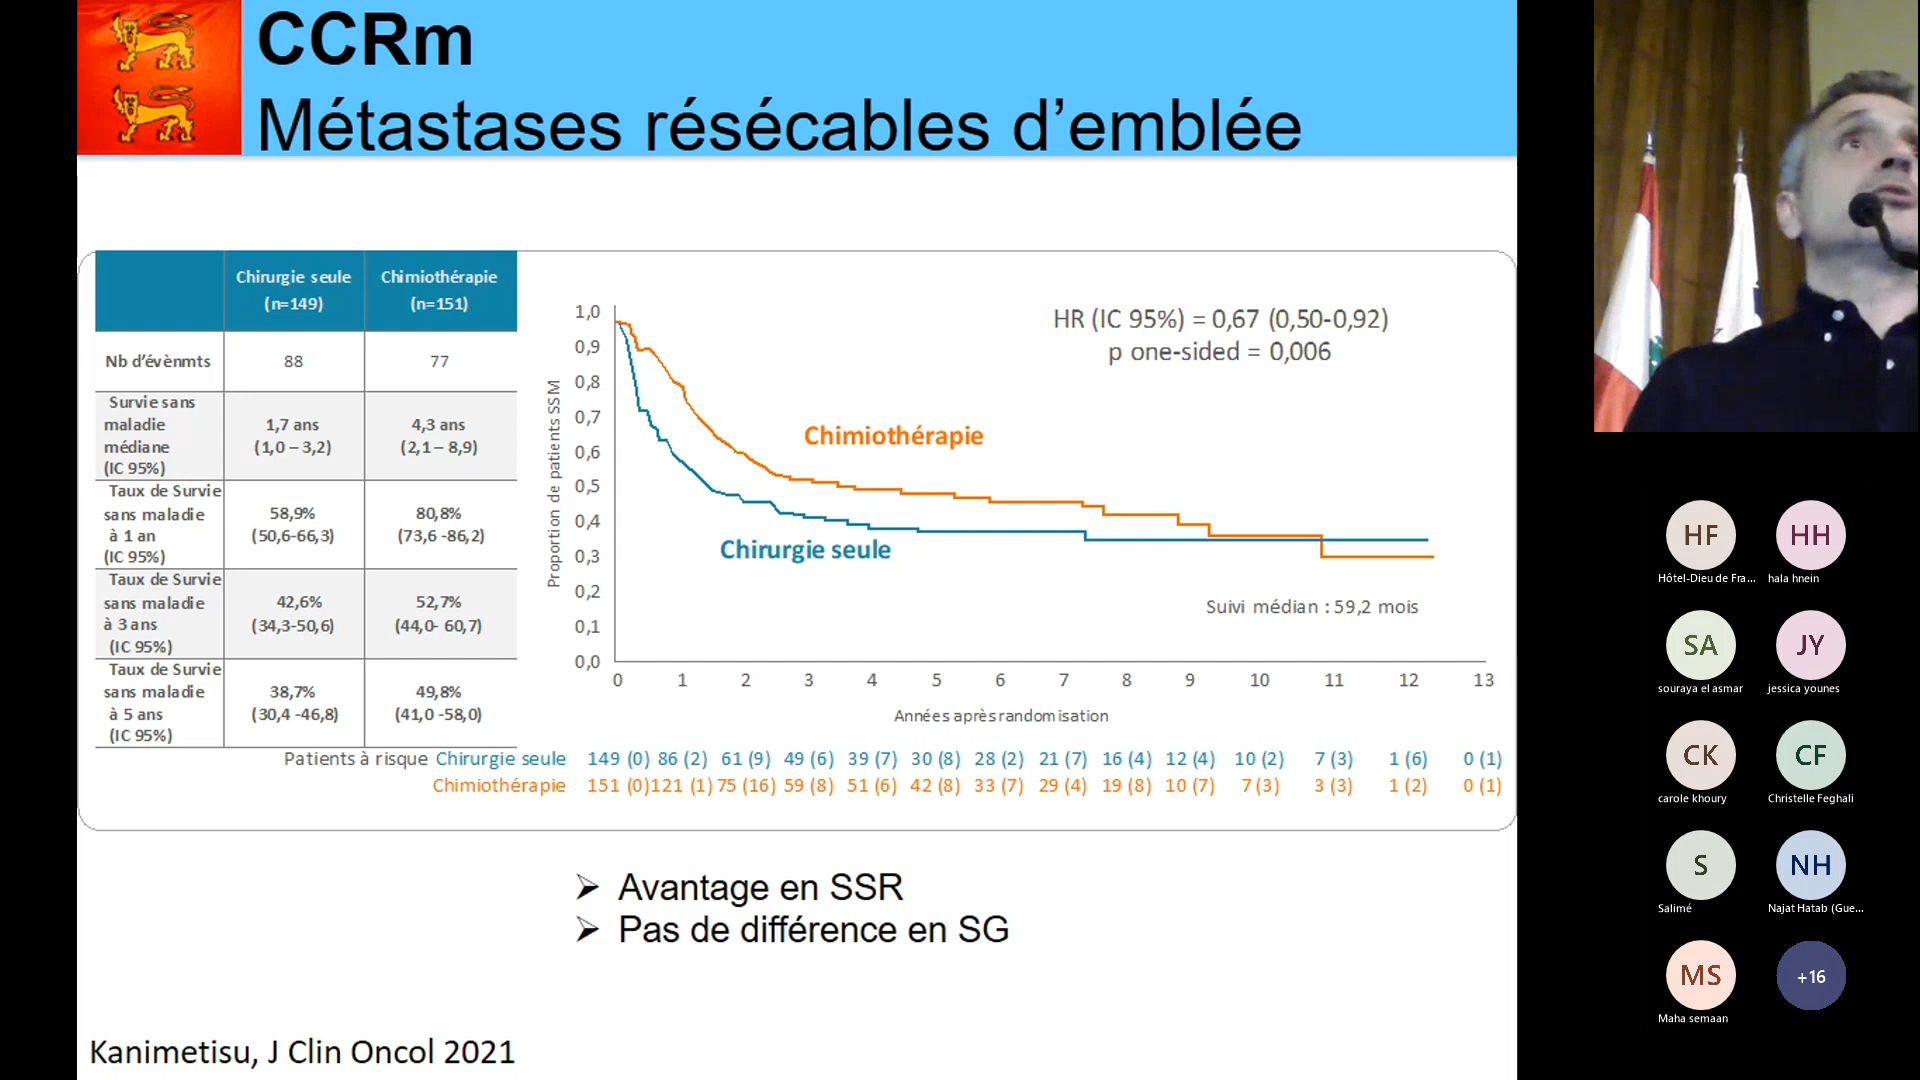 CCRm
Métastases résécables d’emblée
Chirurgie seule
(n=149)
Chimiothérapie
(n=151)
Nb d’évènmts
88
77
Survie sans
maladie
médiane
(IC 95%)
1,7 ans
(1,0 – 3,2)
4,3 ans
(2,1 – 8,9)
Taux de Survie
sans maladie
à 1 an
(IC 95%)
58,9%
(50,6-66,3)
80,8%
(73,6 -86,2)
Taux de Survie
sans maladie
à 3 ans
(IC 95%)
42,6%
(34,3-50,6)
52,7%
(44,0- 60,7)
Taux de Survie
sans maladie
à 5 ans
(IC 95%)
38,7%
(30,4 -46,8)
49,8%
(41,0 -58,0)
Proportion de patients SSM
1,0
0,9
0,8
0,7
0,6
0,5
0,4
0,3
0,2
0,1
0,0
HR (IC 95%) = 0,67 (0,50-0,92)
p one-sided = 0,006
Chimiothérapie
Chirurgie seule
Suivi médian : 59,2 mois
0 1 2 3 4 5 6 7 8 9 10 11 12 13
Années après randomisation
Patients à risque Chirurgie seule 149 (0) 86 (2) 61 (9) 49 (6) 39 (7) 30 (8) 28 (2) 21 (7) 16 (4) 12 (4) 10 (2) 7 (3) 1 (6) 0 (1)
Chimiothérapie 151 (0) 121 (1) 75 (16) 59 (8) 51 (6) 42 (8) 33 (7) 29 (4) 19 (8) 10 (7) 7 (3) 3 (3) 1 (2) 0 (1)
➢ Avantage en SSR
➢ Pas de différence en SG
Kanimetisu, J Clin Oncol 2021
HF
Hôtel-Dieu de Fra...
HH
hala hnein
SA
souraya el asmar
JY
jessica younes
CK
carole khoury
CF
Christelle Feghali
S
Salimé
NH
Najat Hatab (Gue...
MS
Maha semaan
+16